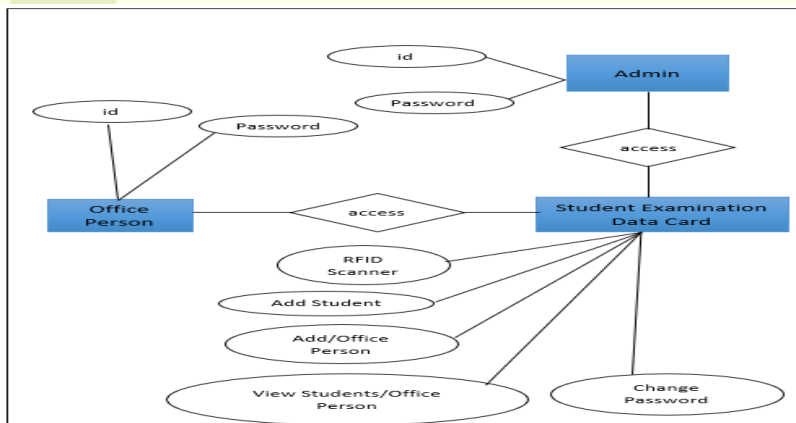 id
Admin
Password
id
Password
access
Office
Person
access
Student Examination
Data Card
RFID
Scanner
Add Student
Add/Office
Person
View Students/Office
Person
Change
Password